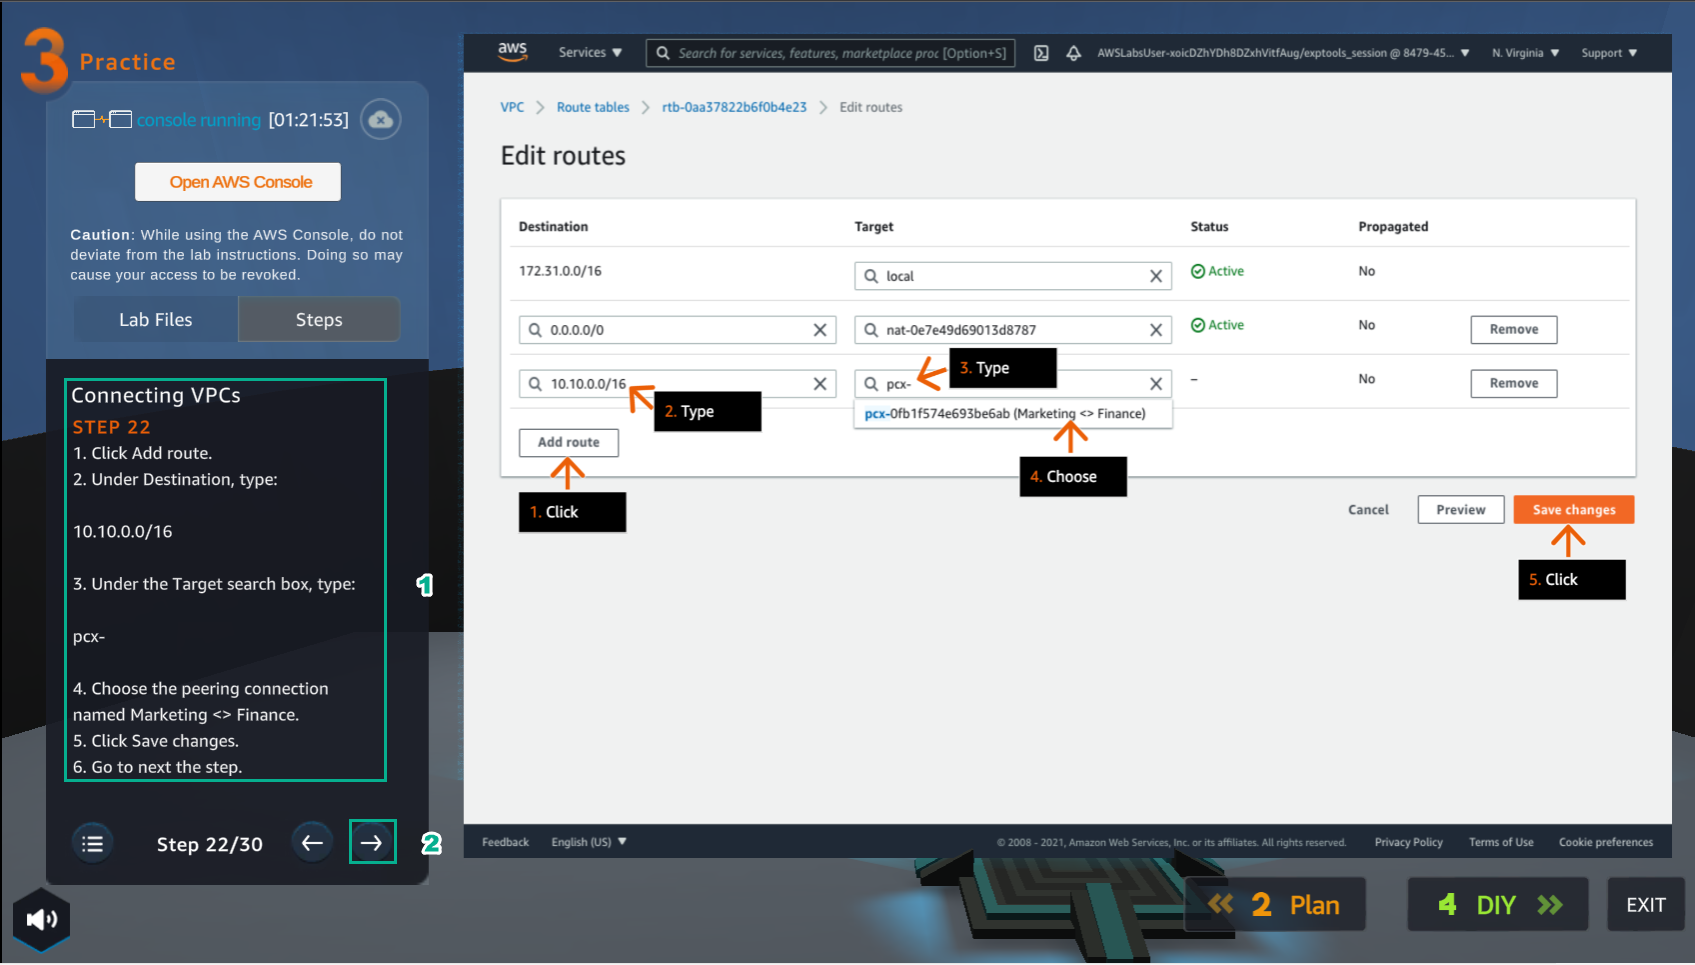 3 Practice
console running [01:21:53]
Open AWS Console
Caution: While using the AWS Console, do not
deviate from the lab instructions. Doing so may
cause your access to be revoked.
Lab Files
Steps
Connecting VPCs
STEP 22
1. Click Add route.
2. Under Destination, type:
10.10.0.0/16
3. Under the Target search box, type:
pcx-
4. Choose the peering connection
named Marketing <> Finance.
5. Click Save changes.
6. Go to next the step.
1
Step 22/30
2
aws Services Search for services, features, marketplace proc [Option+S] AWSLabsUser-xoicDZhYDh8DZxhVitfAug/exptools_session @ 8479-45... N. Virginia Support
VPC Route tables rtb-0aa37822b6f0b4e23 Edit routes
Edit routes
Destination Target Status Propagated
172.31.0.0/16 local Active No
0.0.0.0/0 nat-0e7e49d69013d8787 Active No Remove
10.10.0.0/16 pcx- – No Remove
3. Type
2. Type
pcx-0fb1f574e693be6ab (Marketing <> Finance)
Add route
4. Choose
1. Click
Cancel Preview Save changes
5. Click
Feedback English (US) © 2008 - 2021, Amazon Web Services, Inc. or its affiliates. All rights reserved. Privacy Policy Terms of Use Cookie preferences
2 Plan
4 DIY
EXIT